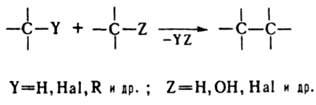 —C—Y + —C—Z —YZ —C—C—
Y=H, Hal, R и др. ; Z=H, OH, Hal и др.